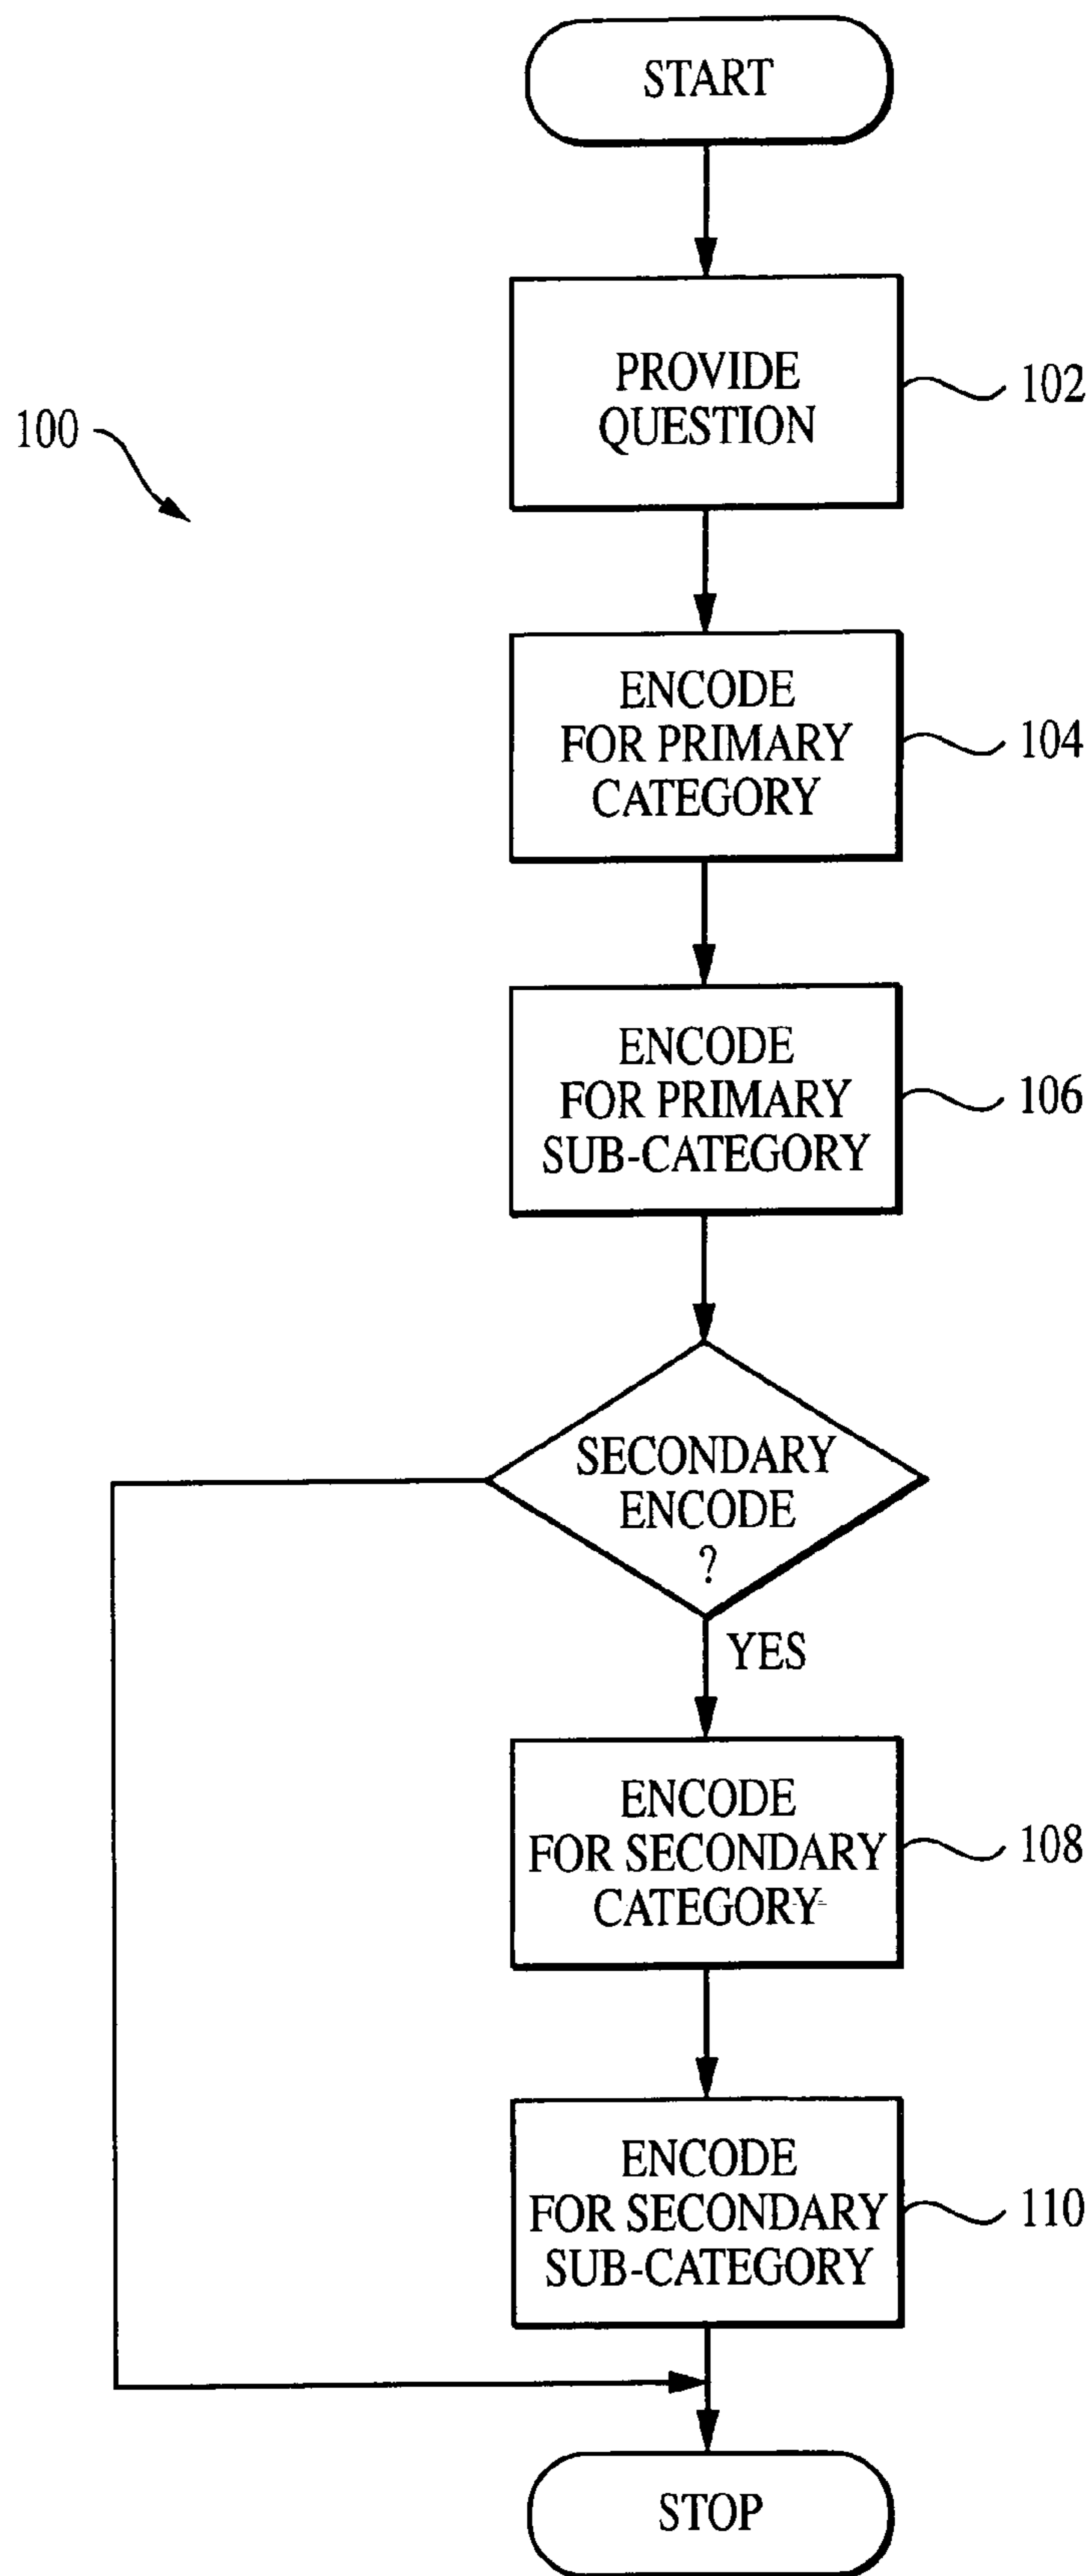 START
PROVIDE
QUESTION
102
100
ENCODE
FOR PRIMARY
CATEGORY
104
ENCODE
FOR PRIMARY
SUB-CATEGORY
106
SECONDARY
ENCODE
?
YES
ENCODE
FOR SECONDARY
CATEGORY
108
ENCODE
FOR SECONDARY
SUB-CATEGORY
110
STOP